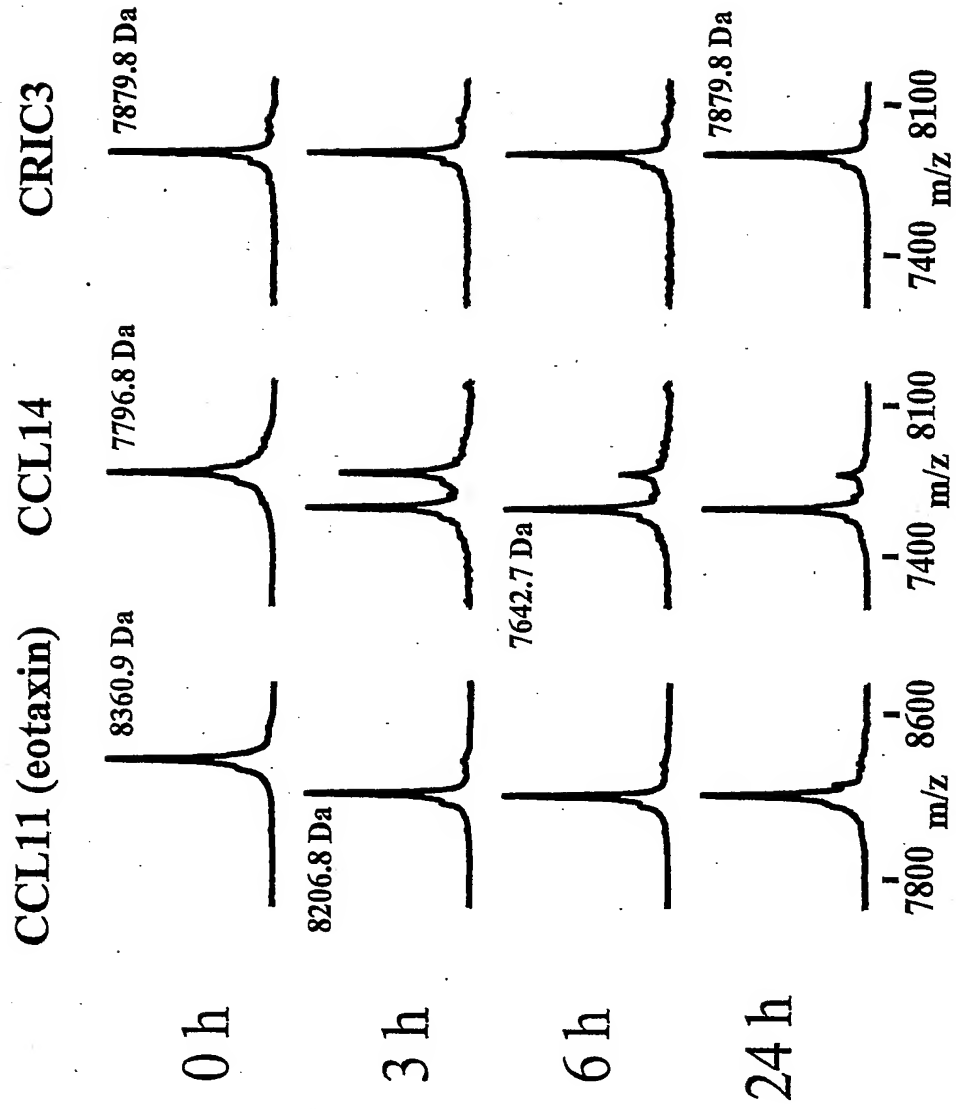 CCL11 (eotaxin) CCL14 CRIC3
0 h 8360.9 Da 7796.8 Da 7879.8 Da
3 h 8206.8 Da
6 h 7642.7 Da
24 h 7879.8 Da
7800 8600 7400 8100 7400 8100
m/z m/z m/z